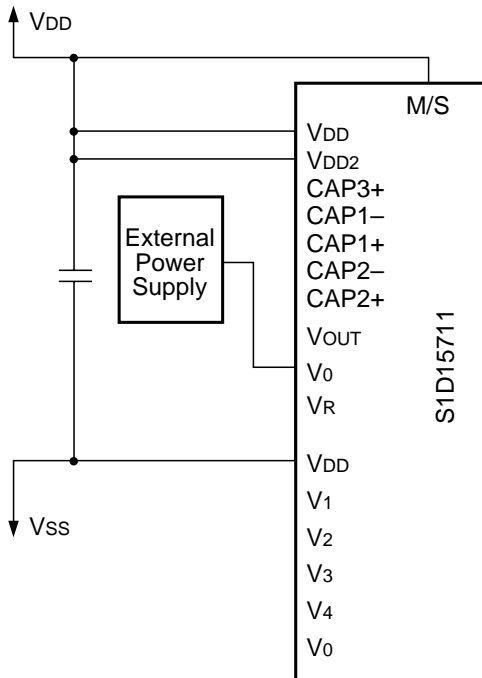 VDD
M/S
VDD
VDD2
CAP3+
CAP1–
CAP1+
CAP2–
CAP2+
VOUT
V0
VR
VDD
V1
V2
V3
V4
V0
External
Power
Supply
S1D15711
VSS